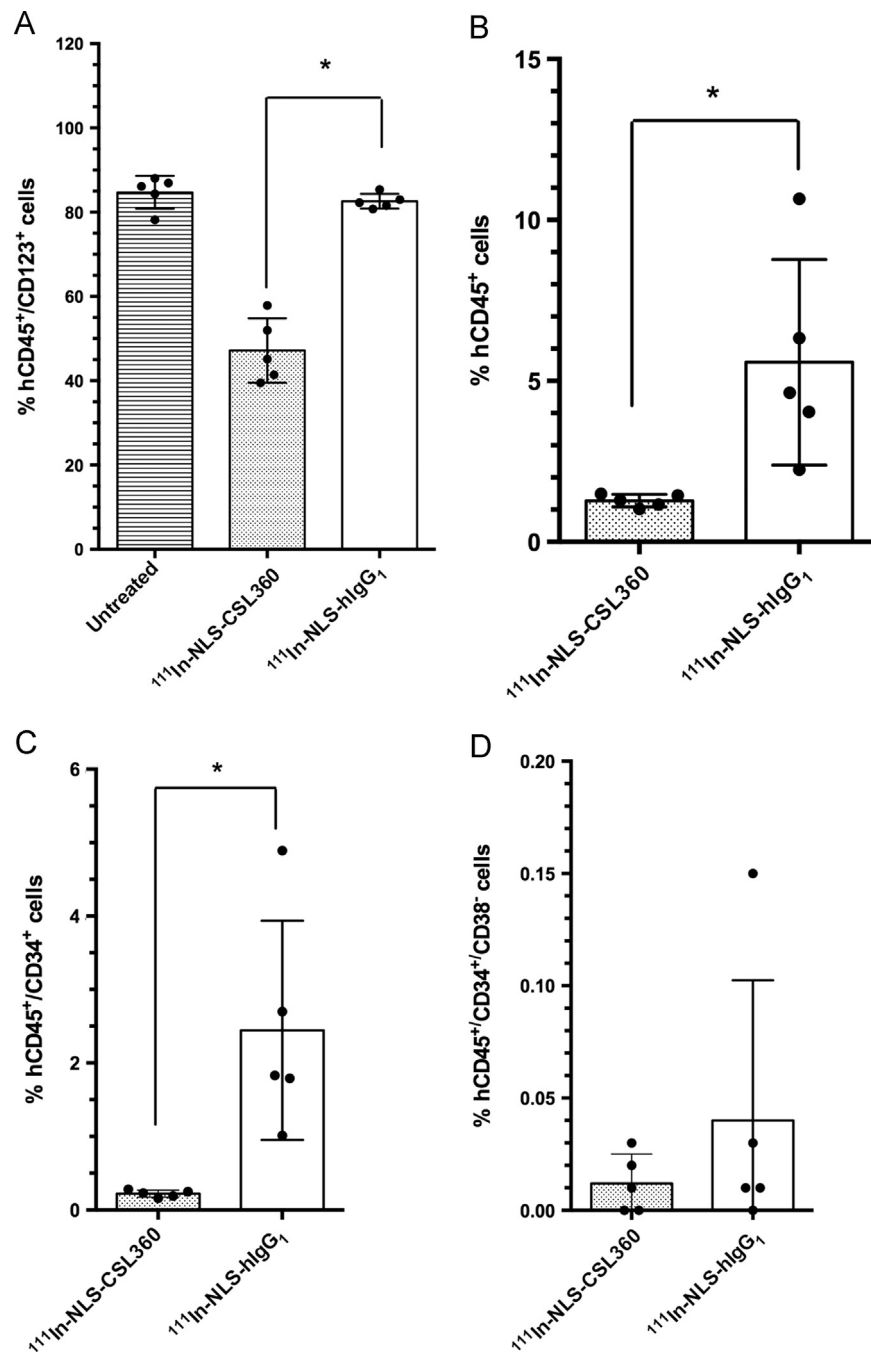 A
% hCD45⁺/CD123⁺ cells
120
100
80
60
40
20
0
*
Untreated
¹¹¹In-NLS-CSL360
¹¹¹In-NLS-hIgG₁
B
% hCD45⁺ cells
15
10
5
0
*
¹¹¹In-NLS-CSL360
¹¹¹In-NLS-hIgG₁
C
% hCD45⁺/CD34⁺ cells
6
4
2
0
*
¹¹¹In-NLS-CSL360
¹¹¹In-NLS-hIgG₁
D
% hCD45⁺/CD34⁺/CD38⁻ cells
0.20
0.15
0.10
0.05
0.00
¹¹¹In-NLS-CSL360
¹¹¹In-NLS-hIgG₁